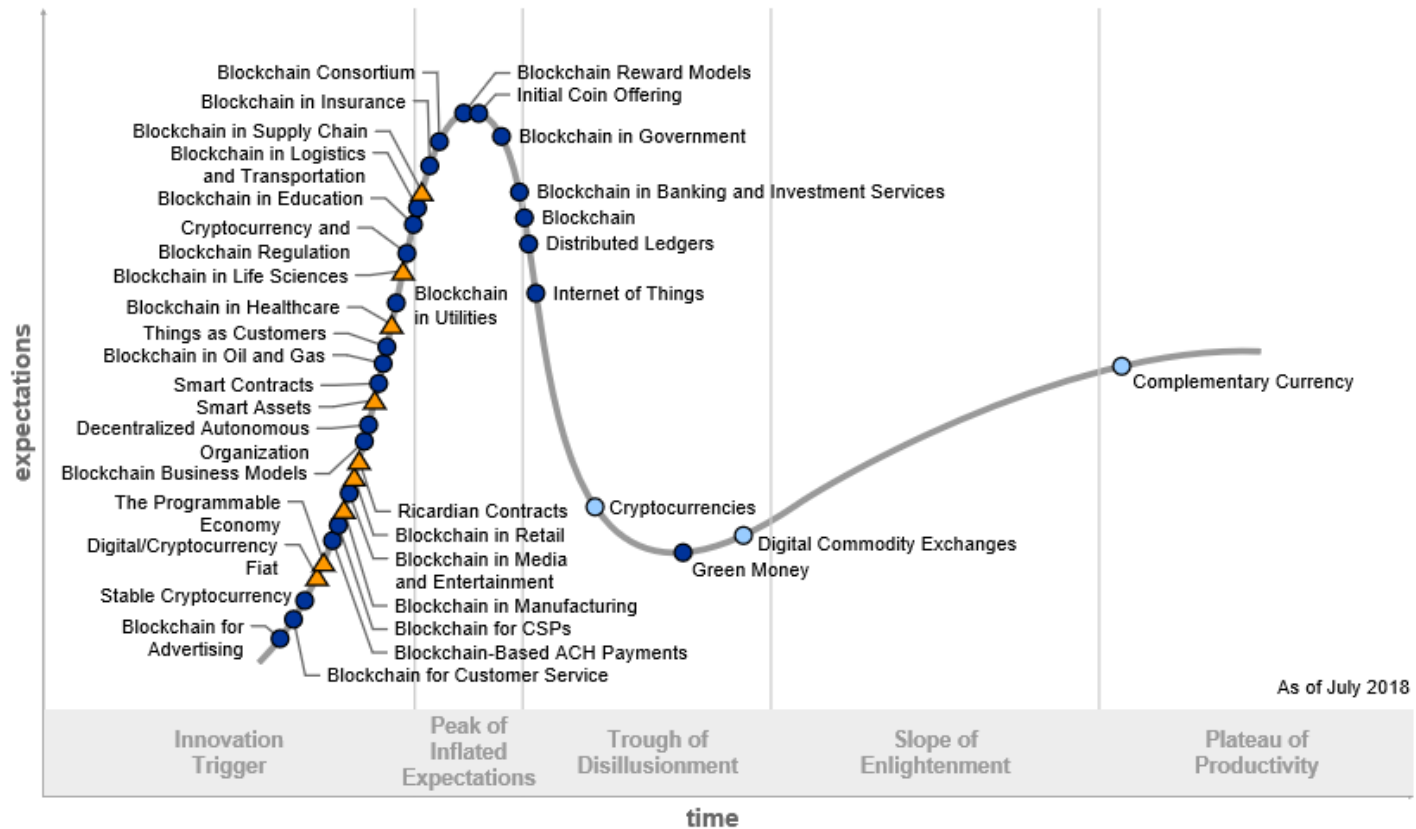 Blockchain Consortium
Blockchain Reward Models
Blockchain in Insurance
Initial Coin Offering
Blockchain in Supply Chain
Blockchain in Government
Blockchain in Logistics
and Transportation
Blockchain in Education
Blockchain in Banking and Investment Services
Blockchain
Cryptocurrency and
Blockchain Regulation
Distributed Ledgers
Blockchain in Life Sciences
Blockchain
in Utilities
Internet of Things
Blockchain in Healthcare
Things as Customers
Blockchain in Oil and Gas
Smart Contracts
Smart Assets
Complementary Currency
Decentralized Autonomous
Organization
Blockchain Business Models
The Programmable
Economy
Ricardian Contracts
Cryptocurrencies
Blockchain in Retail
Digital/Cryptocurrency
Fiat
Digital Commodity Exchanges
Blockchain in Media
and Entertainment
Green Money
Stable Cryptocurrency
Blockchain in Manufacturing
Blockchain for
Advertising
Blockchain for CSPs
Blockchain-Based ACH Payments
Blockchain for Customer Service
As of July 2018
expectations
Innovation
Trigger
Peak of
Inflated
Expectations
Trough of
Disillusionment
Slope of
Enlightenment
Plateau of
Productivity
time